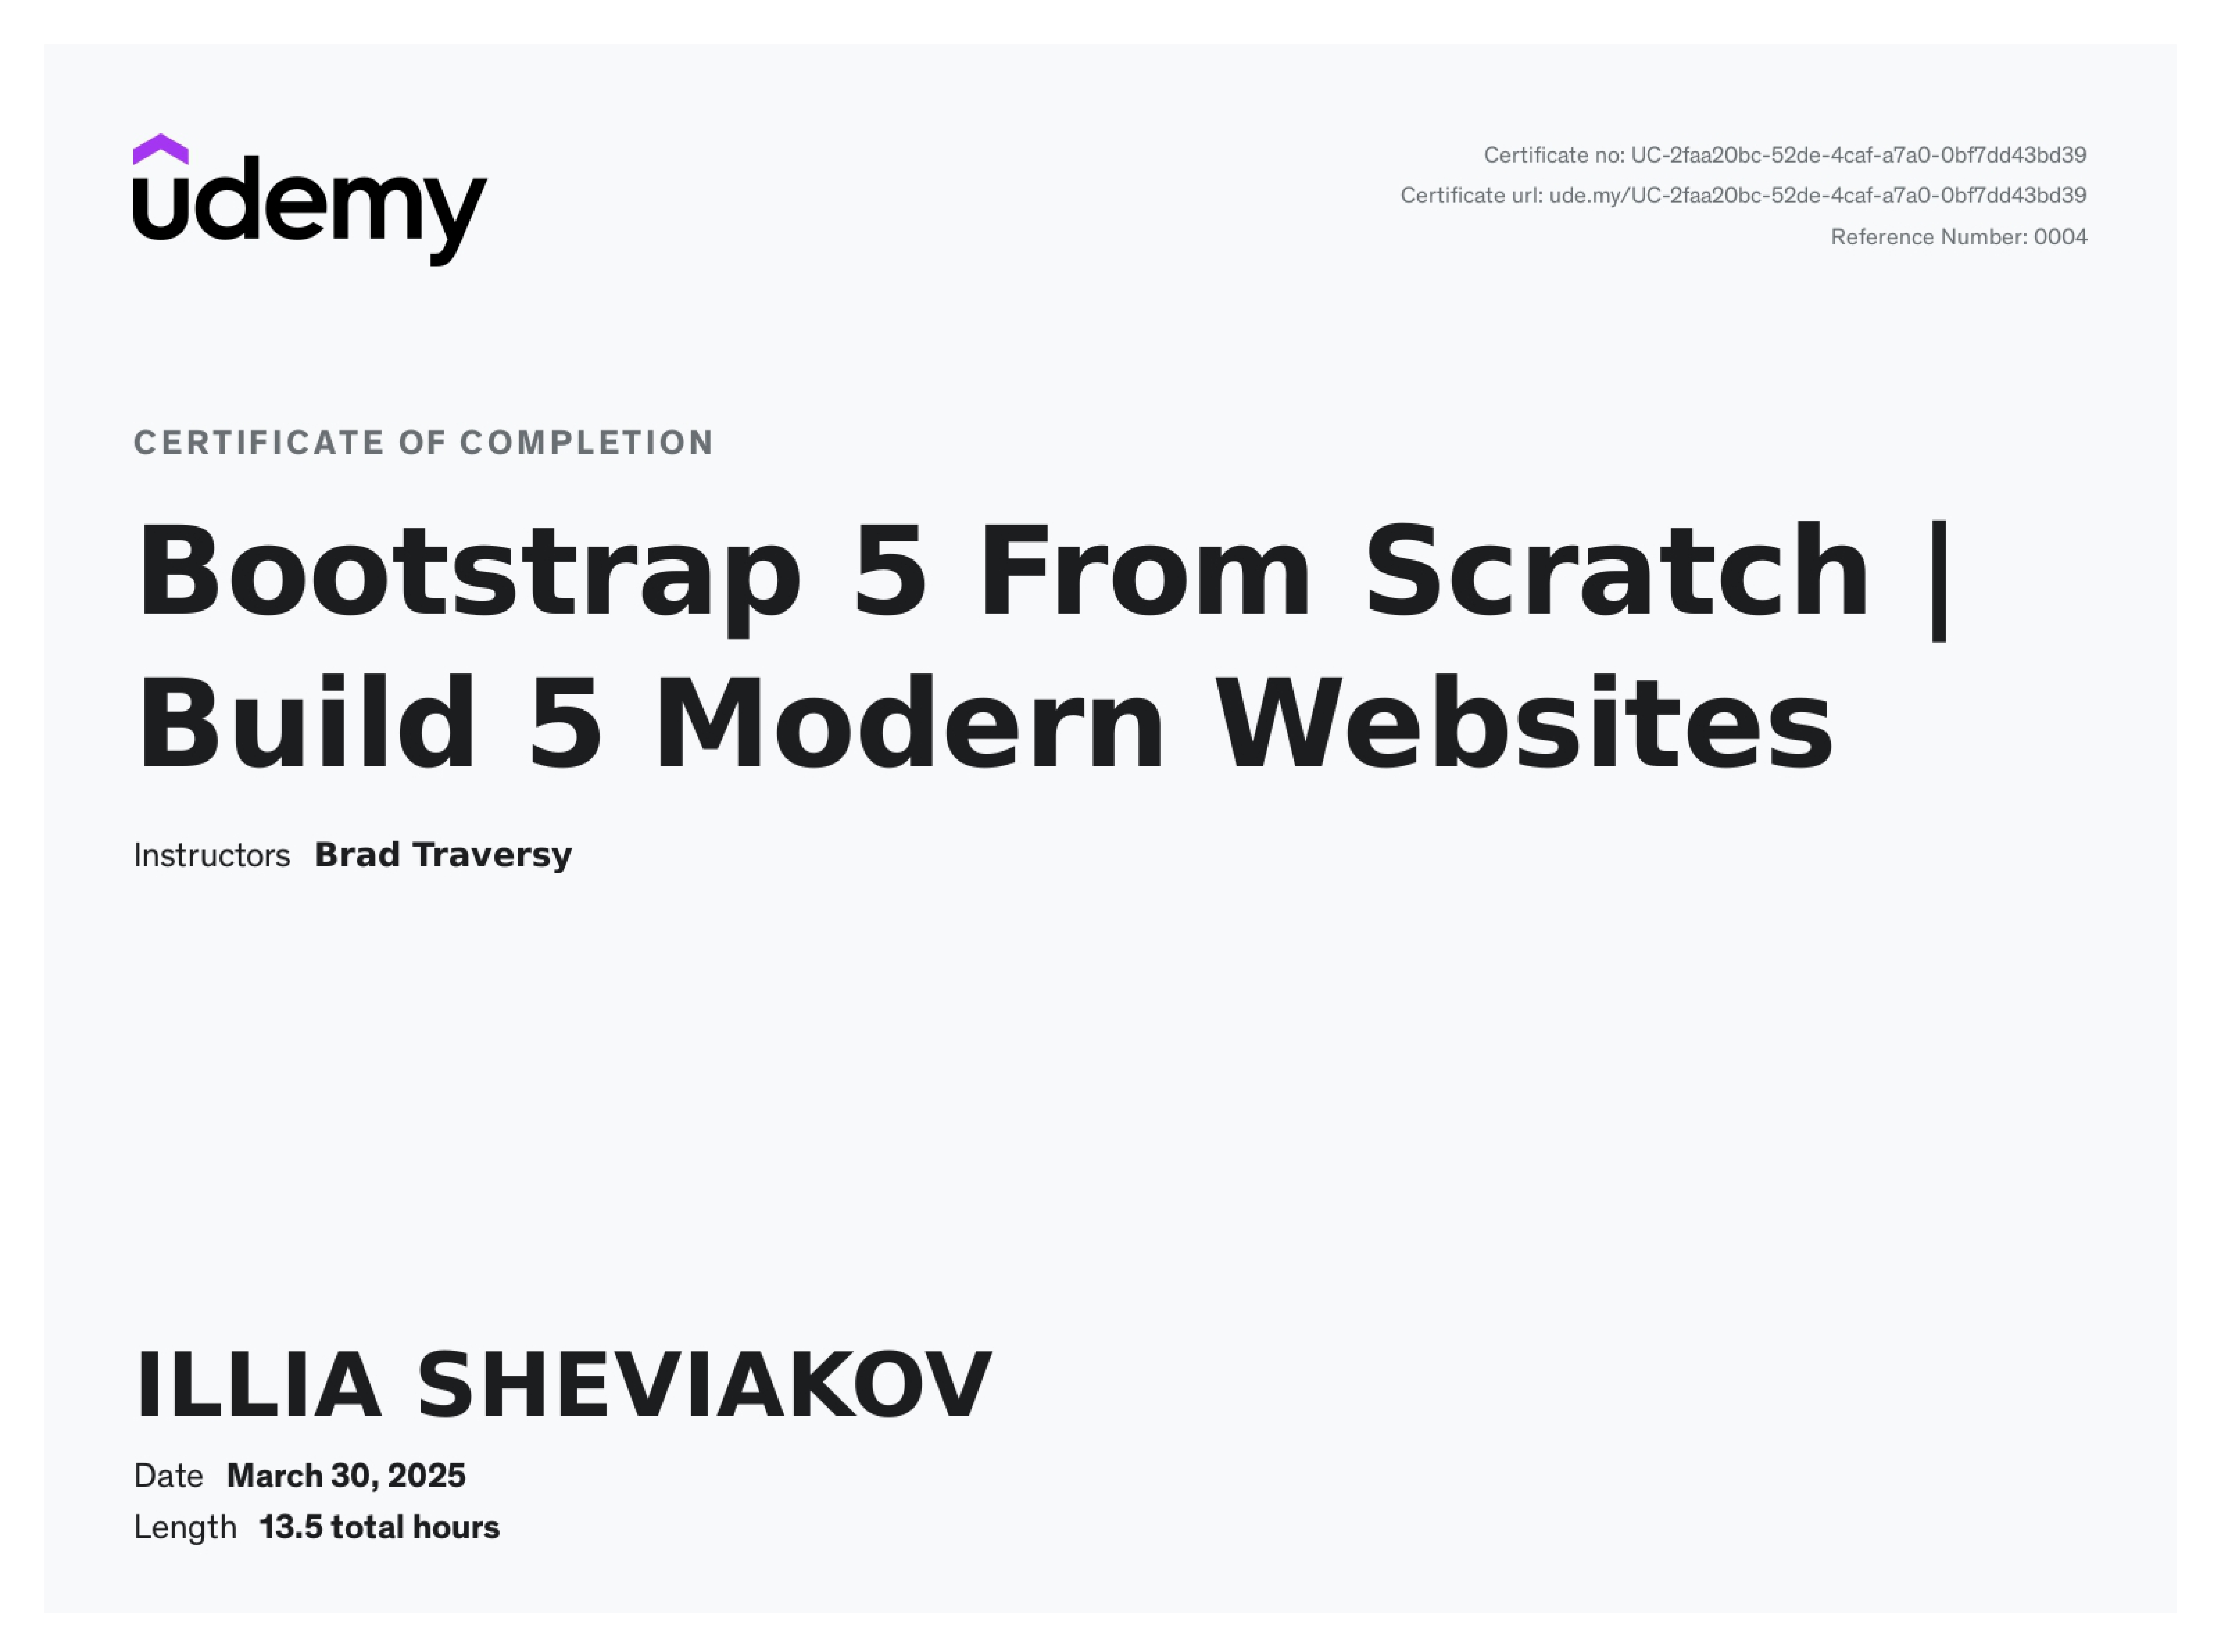 udemy
Certificate no: UC-2faa20bc-52de-4caf-a7a0-0bf7dd43bd39
Certificate url: ude.my/UC-2faa20bc-52de-4caf-a7a0-0bf7dd43bd39
Reference Number: 0004
CERTIFICATE OF COMPLETION
Bootstrap 5 From Scratch |
Build 5 Modern Websites
Instructors Brad Traversy
ILLIA SHEVIAKOV
Date March 30, 2025
Length 13.5 total hours